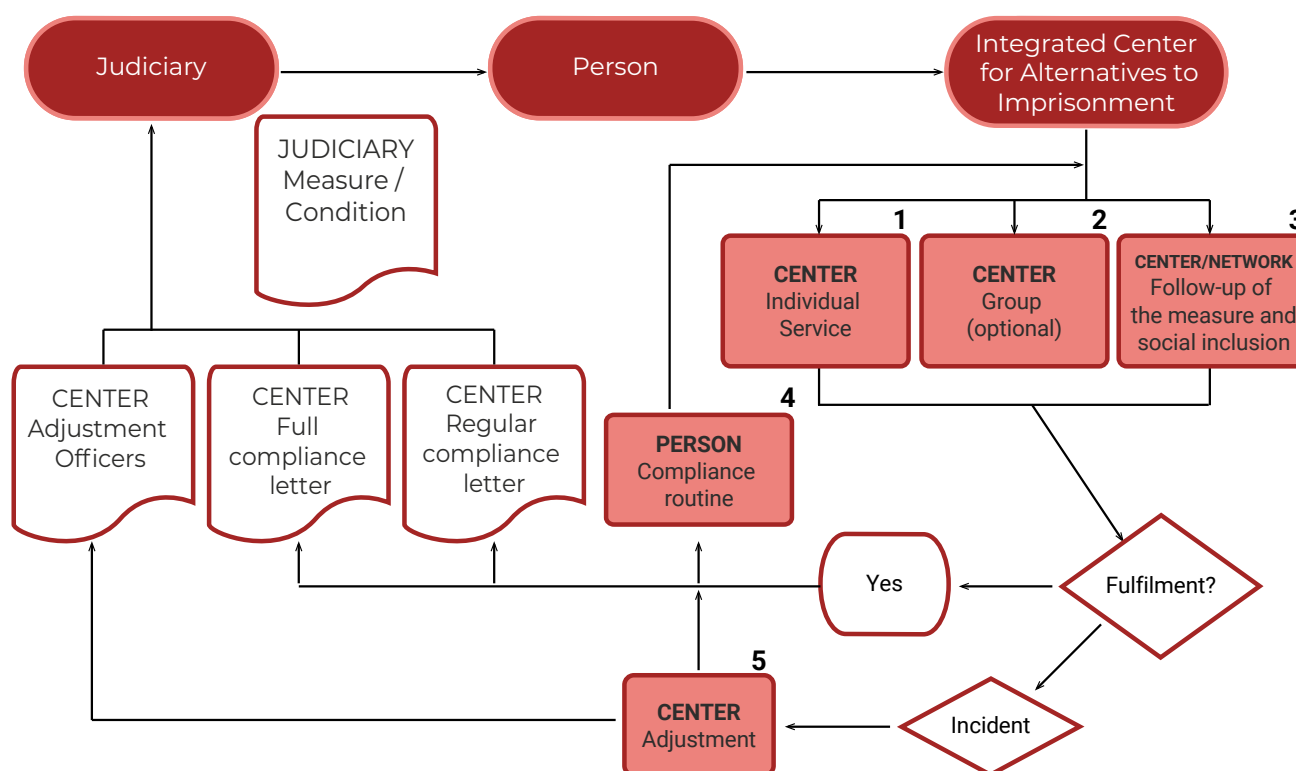 Judiciary
Person
Integrated Center
for Alternatives to
Imprisonment
JUDICIARY
Measure /
Condition
1
CENTER
Individual
Service
2
CENTER
Group
(optional)
3
CENTER/NETWORK
Follow-up of
the measure and
social inclusion
CENTER
Adjustment
Officers
CENTER
Full
compliance
letter
CENTER
Regular
compliance
letter
4
PERSON
Compliance
routine
Yes
Fulfilment?
5
CENTER
Adjustment
Incident